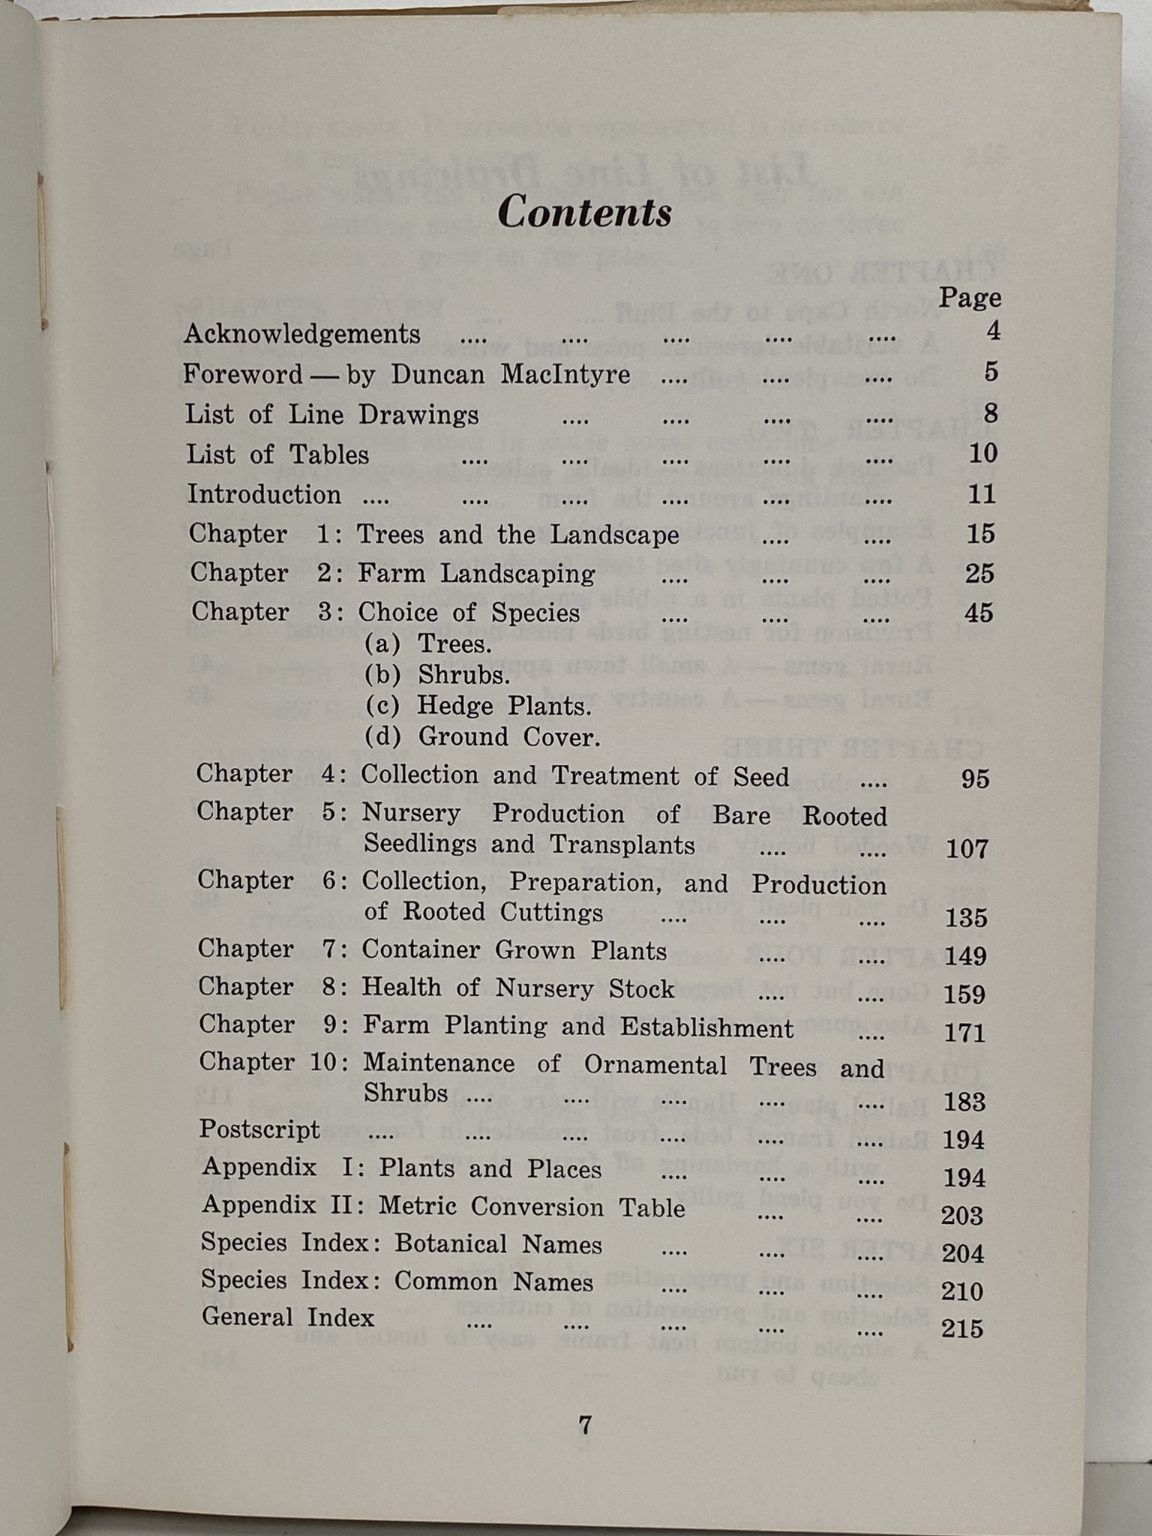 Contents
Page
Acknowledgements .... .... .... .... .... 4
Foreword — by Duncan MacIntyre .... .... .... 5
List of Line Drawings .... .... .... .... 8
List of Tables .... .... .... .... .... 10
Introduction .... .... .... .... .... .... 11
Chapter 1: Trees and the Landscape .... .... 15
Chapter 2: Farm Landscaping .... .... .... 25
Chapter 3: Choice of Species .... .... .... 45
(a) Trees.
(b) Shrubs.
(c) Hedge Plants.
(d) Ground Cover.
Chapter 4: Collection and Treatment of Seed .... 95
Chapter 5: Nursery Production of Bare Rooted
Seedlings and Transplants .... .... 107
Chapter 6: Collection, Preparation, and Production
of Rooted Cuttings .... .... .... 135
Chapter 7: Container Grown Plants .... .... 149
Chapter 8: Health of Nursery Stock .... .... 159
Chapter 9: Farm Planting and Establishment .... 171
Chapter 10: Maintenance of Ornamental Trees and
Shrubs .... .... .... .... .... 183
Postscript .... .... .... .... .... .... 194
Appendix I: Plants and Places .... .... .... 194
Appendix II: Metric Conversion Table .... .... 203
Species Index: Botanical Names .... .... .... 204
Species Index: Common Names .... .... .... 210
General Index .... .... .... .... .... 215
7